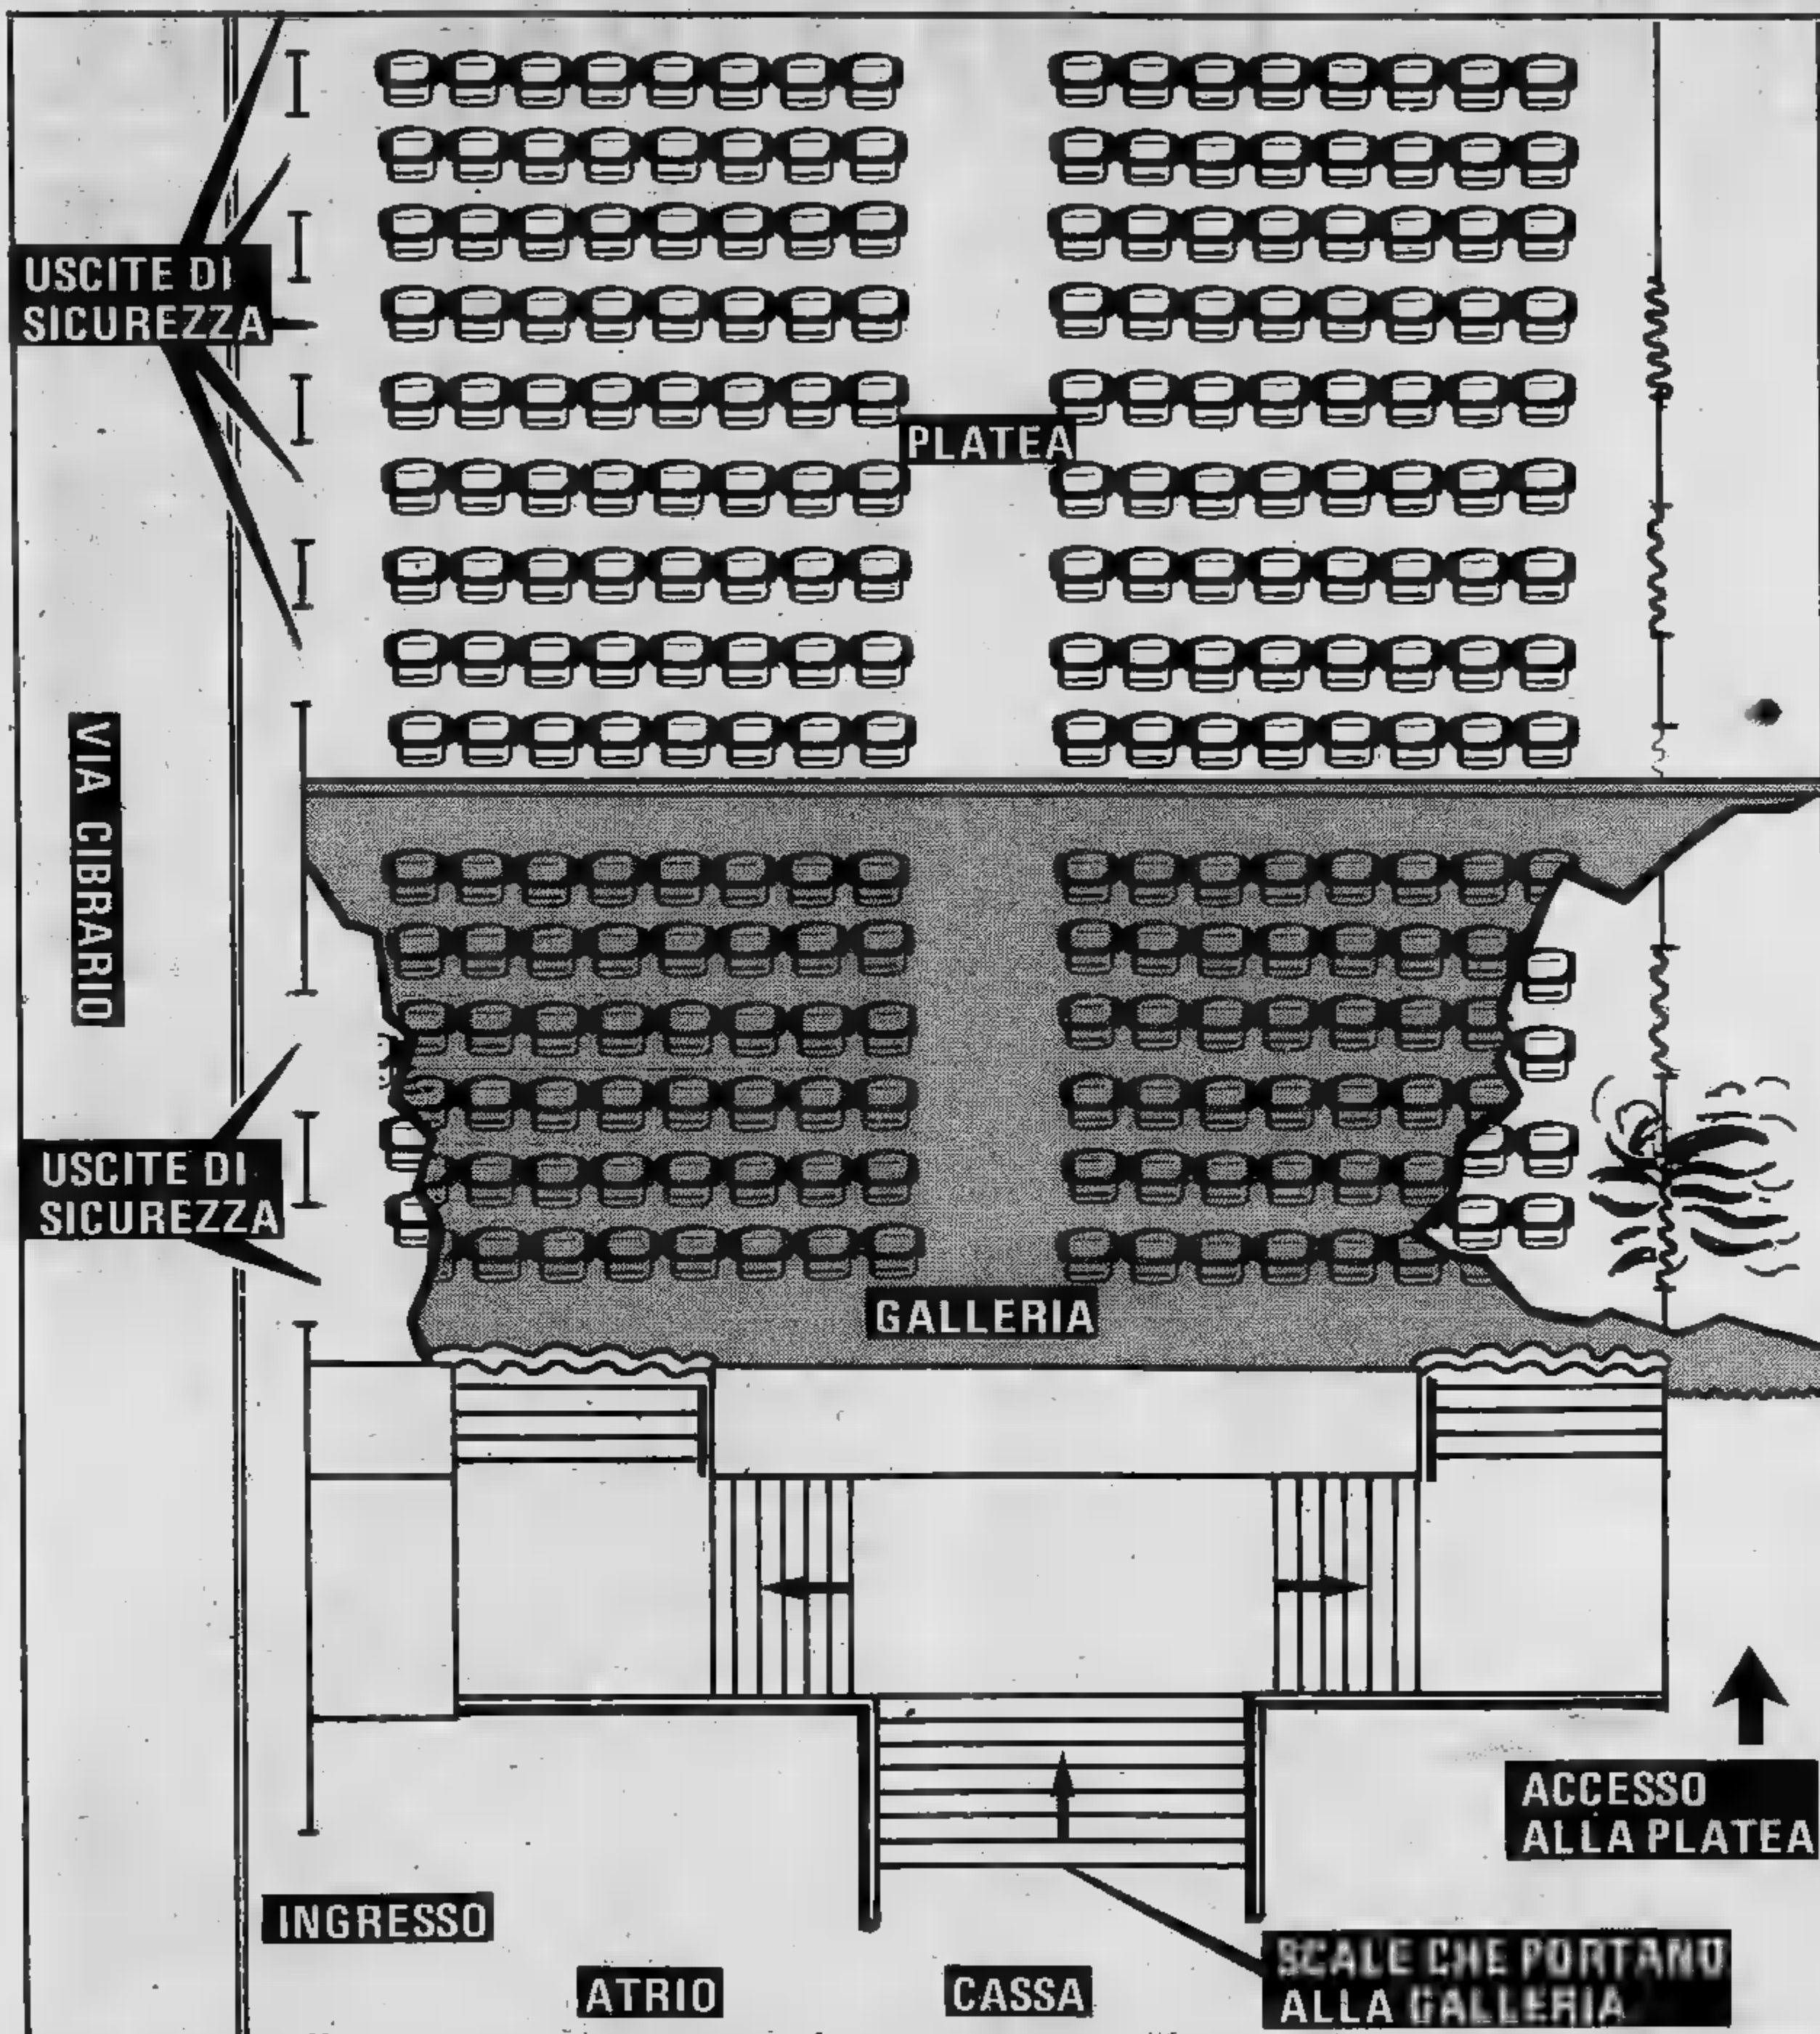 USCITE DI
SICUREZZA
PLATEA
VIA CIBRARIO
USCITE DI
SICUREZZA
GALLERIA
ACCESSO
ALLA PLATEA
INGRESSO
SCALE CHE PORTANO
ALLA GALLERIA
ATRIO
CASSA